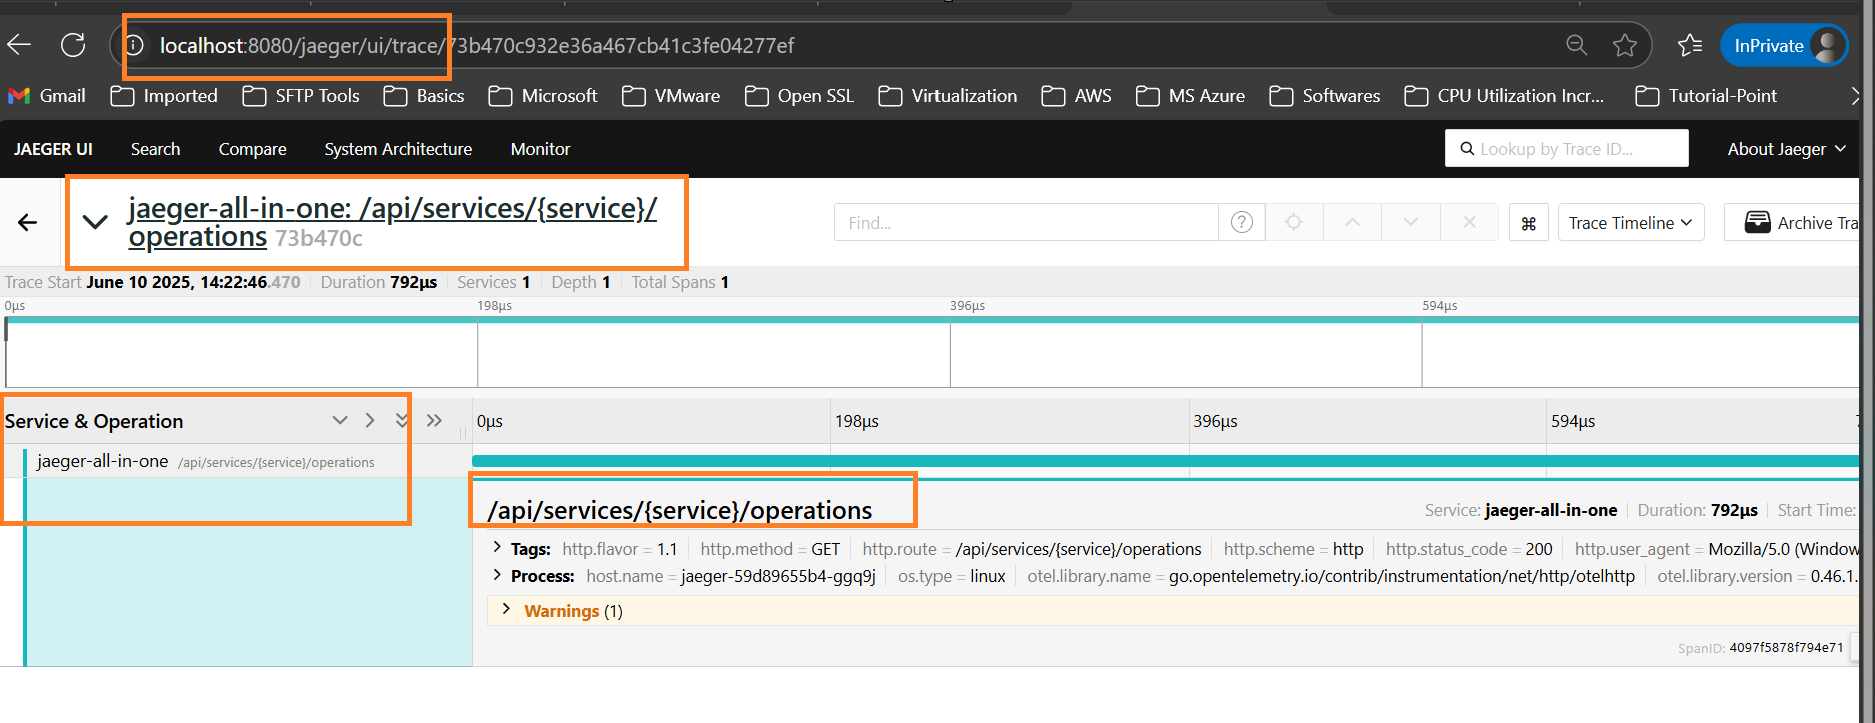 localhost:8080/jaeger/ui/trace/73b470c932e36a467cb41c3fe04277ef
InPrivate
Gmail Imported SFTP Tools Basics Microsoft VMware Open SSL Virtualization AWS MS Azure Softwares CPU Utilization Incr... Tutorial-Point
JAEGER UI Search Compare System Architecture Monitor Lookup by Trace ID... About Jaeger
jaeger-all-in-one: /api/services/{service}/
operations 73b470c
Find... ? ⌘ Trace Timeline Archive Tra
Trace Start June 10 2025, 14:22:46.470 Duration 792μs Services 1 Depth 1 Total Spans 1
0μs 198μs 396μs 594μs
Service & Operation 0μs 198μs 396μs 594μs
jaeger-all-in-one /api/services/{service}/operations
/api/services/{service}/operations Service: jaeger-all-in-one Duration: 792μs Start Time:
Tags: http.flavor = 1.1 http.method = GET http.route = /api/services/{service}/operations http.scheme = http http.status_code = 200 http.user_agent = Mozilla/5.0 (Window
Process: host.name = jaeger-59d89655b4-ggq9j os.type = linux otel.library.name = go.opentelemetry.io/contrib/instrumentation/net/http/otelhttp otel.library.version = 0.46.1.
Warnings (1)
SpanID: 4097f5878f794e71